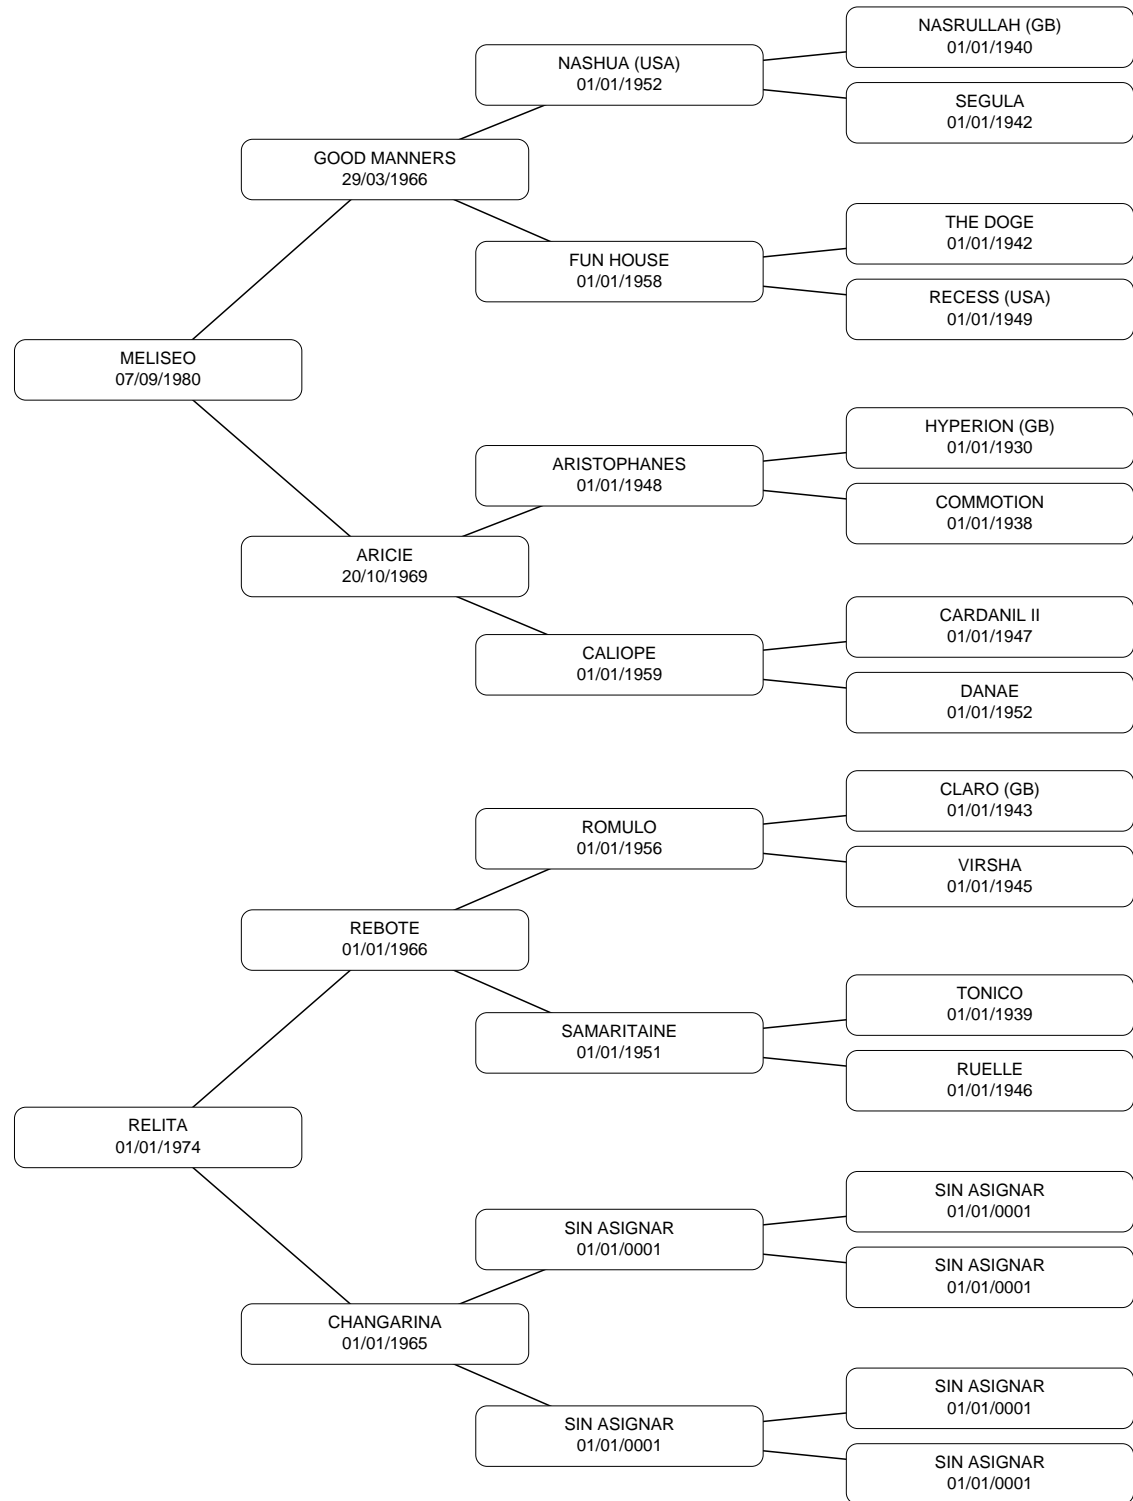 NASRULLAH (GB)
01/01/1940
NASHUA (USA)
01/01/1952
SEGULA
01/01/1942
GOOD MANNERS
29/03/1966
THE DOGE
01/01/1942
FUN HOUSE
01/01/1958
RECESS (USA)
01/01/1949
MELISEO
07/09/1980
HYPERION (GB)
01/01/1930
ARISTOPHANES
01/01/1948
COMMOTION
01/01/1938
ARICIE
20/10/1969
CARDANIL II
01/01/1947
CALIOPE
01/01/1959
DANAE
01/01/1952
CLARO (GB)
01/01/1943
ROMULO
01/01/1956
VIRSHA
01/01/1945
REBOTE
01/01/1966
TONICO
01/01/1939
SAMARITAINE
01/01/1951
RUELLE
01/01/1946
RELITA
01/01/1974
SIN ASIGNAR
01/01/0001
SIN ASIGNAR
01/01/0001
SIN ASIGNAR
01/01/0001
CHANGARINA
01/01/1965
SIN ASIGNAR
01/01/0001
SIN ASIGNAR
01/01/0001
SIN ASIGNAR
01/01/0001